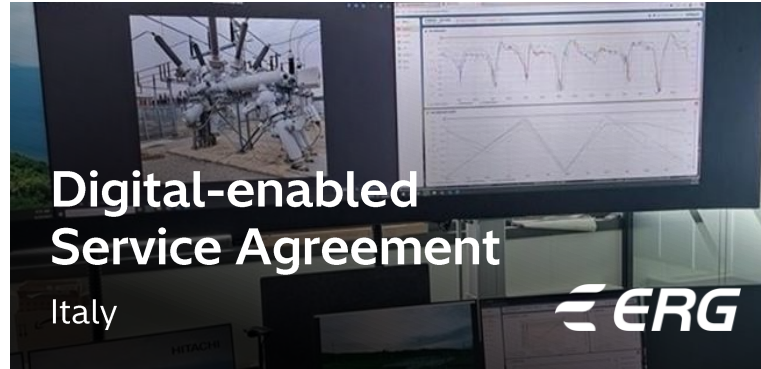 Digital-enabled
Service Agreement
Italy
ERG
HITACHI